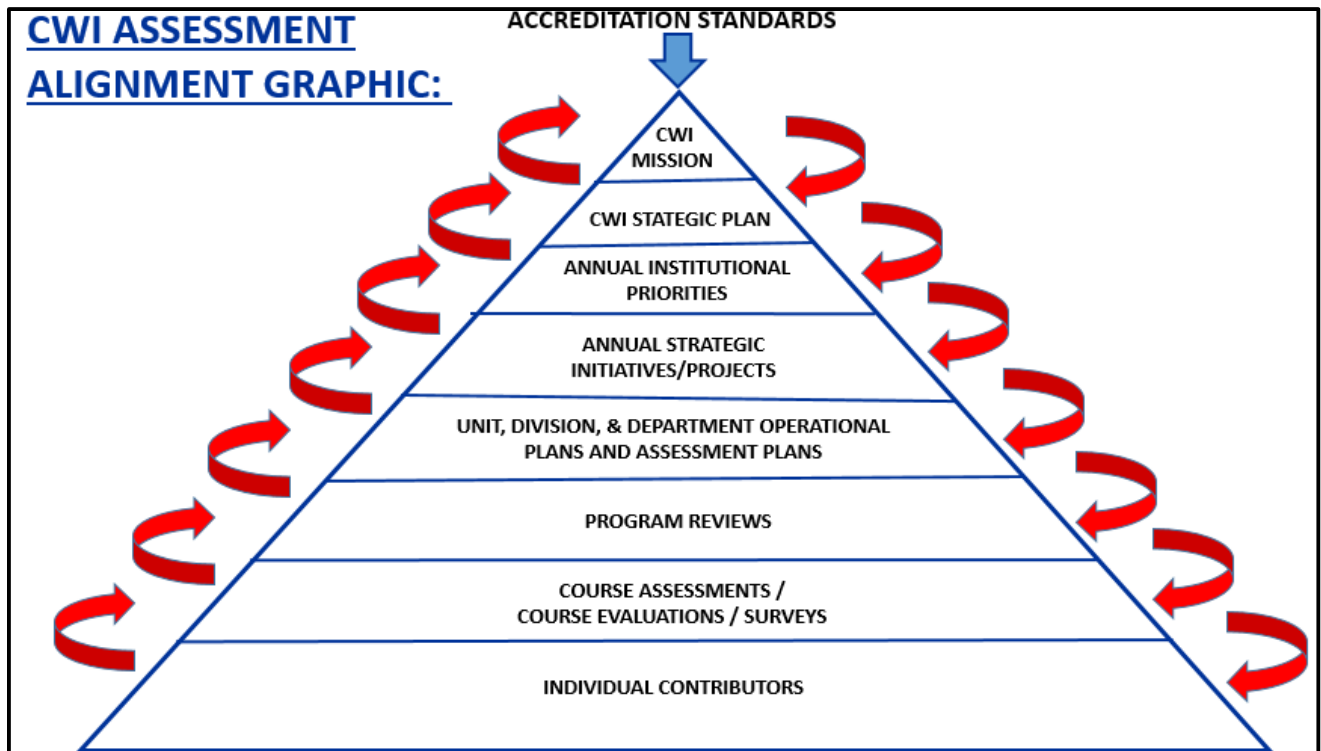 CWI ASSESSMENT
ALIGNMENT GRAPHIC:
ACCREDITATION STANDARDS
CWI
MISSION
CWI STATEGIC PLAN
ANNUAL INSTITUTIONAL
PRIORITIES
ANNUAL STRATEGIC
INITIATIVES/PROJECTS
UNIT, DIVISION, & DEPARTMENT OPERATIONAL
PLANS AND ASSESSMENT PLANS
PROGRAM REVIEWS
COURSE ASSESSMENTS /
COURSE EVALUATIONS / SURVEYS
INDIVIDUAL CONTRIBUTORS